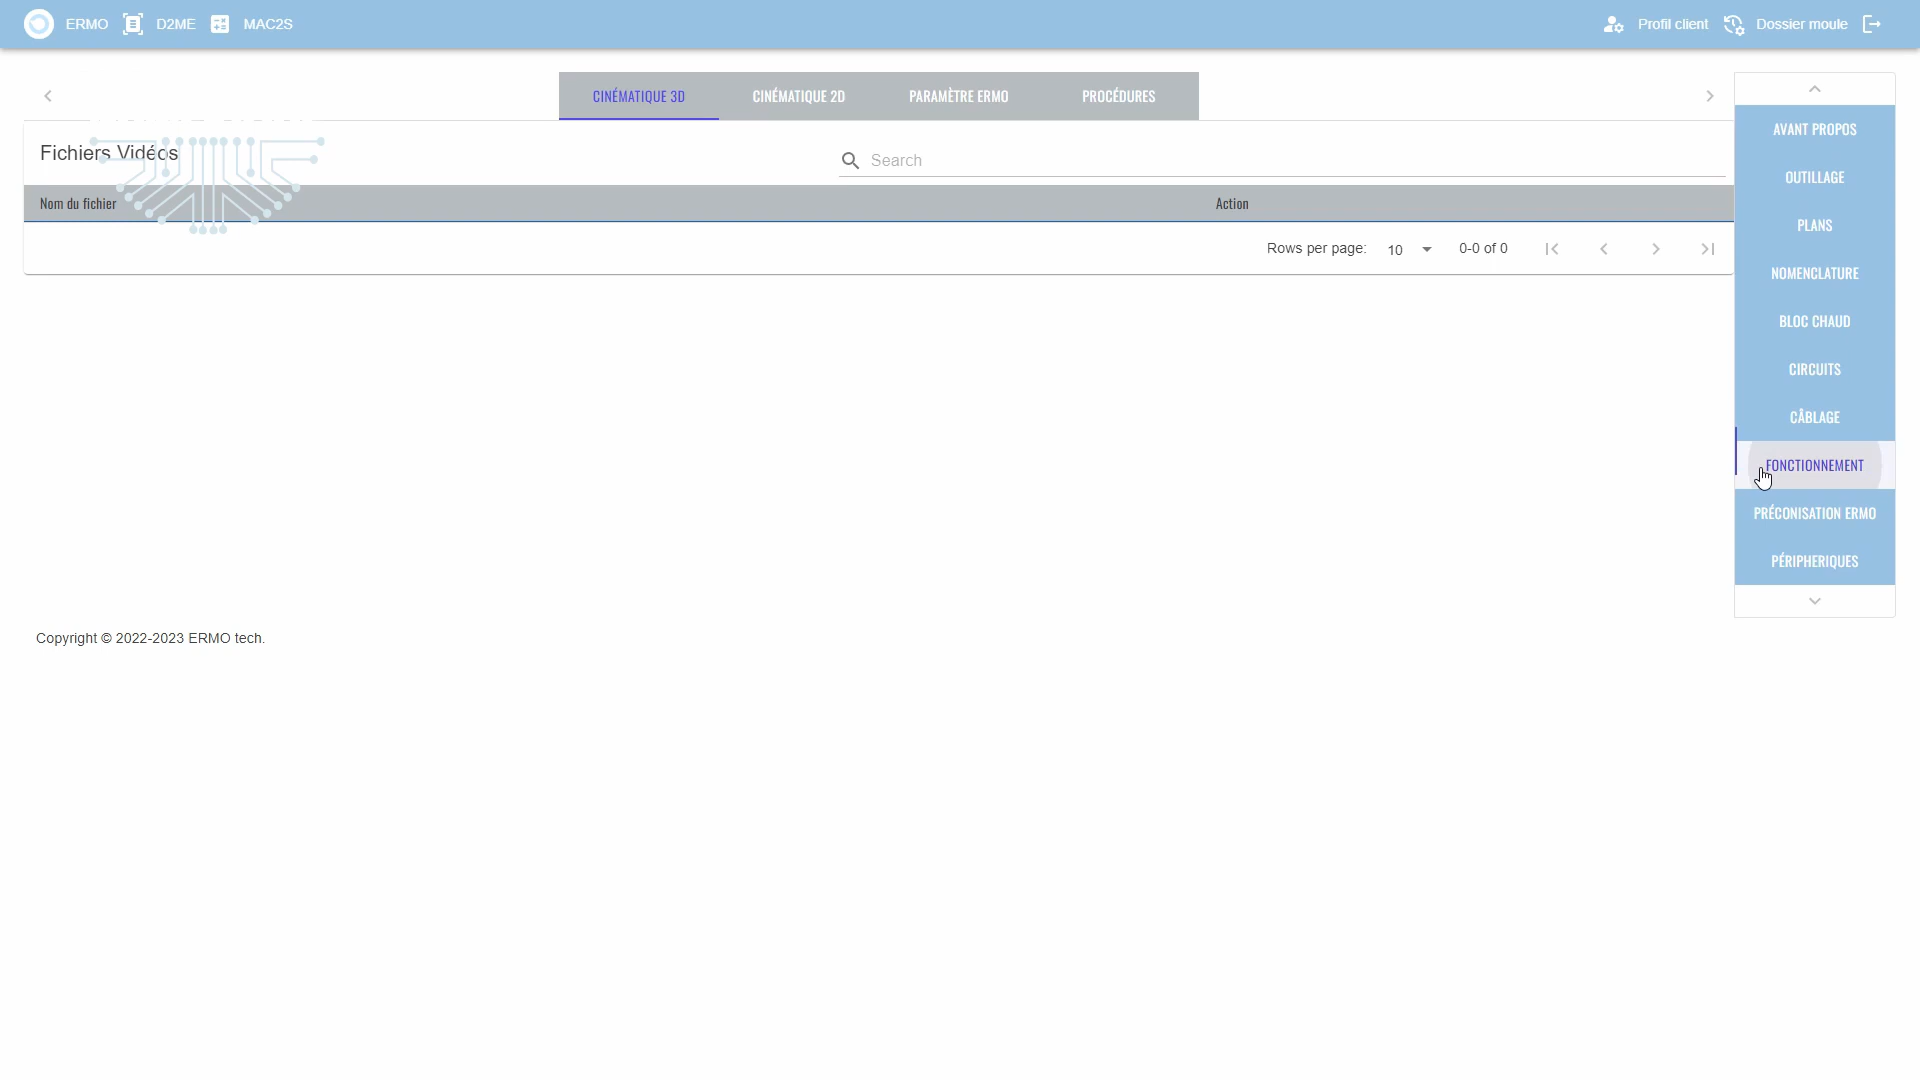 ERMO D2ME MAC2S Profil client Dossier moule
CINÉMATIQUE 3D CINÉMATIQUE 2D PARAMÈTRE ERMO PROCÉDURES
Fichiers Vidéos
Search
Nom du fichier Action
Rows per page: 10 0-0 of 0
AVANT PROPOS
OUTILLAGE
PLANS
NOMENCLATURE
BLOC CHAUD
CIRCUITS
CÂBLAGE
FONCTIONNEMENT
PRÉCONISATION ERMO
PÉRIPHERIQUES
Copyright © 2022-2023 ERMO tech.